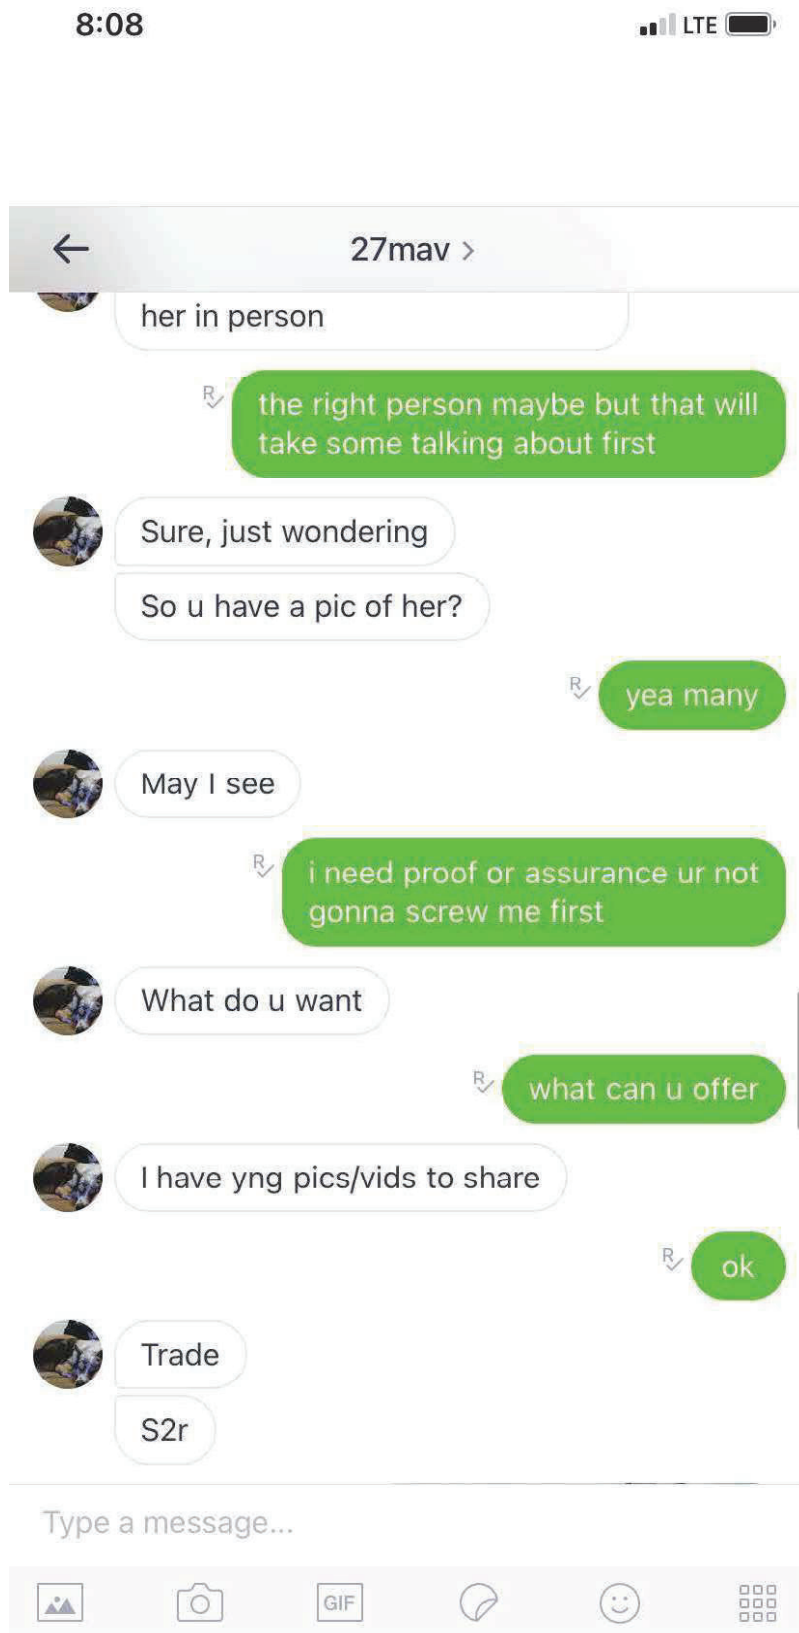 8:08
LTE
27mav >
her in person
R
the right person maybe but that will
take some talking about first
Sure, just wondering
So u have a pic of her?
R
yea many
May I see
R
i need proof or assurance ur not
gonna screw me first
What do u want
R
what can u offer
I have yng pics/vids to share
R
ok
Trade
S2r
Type a message...
GIF